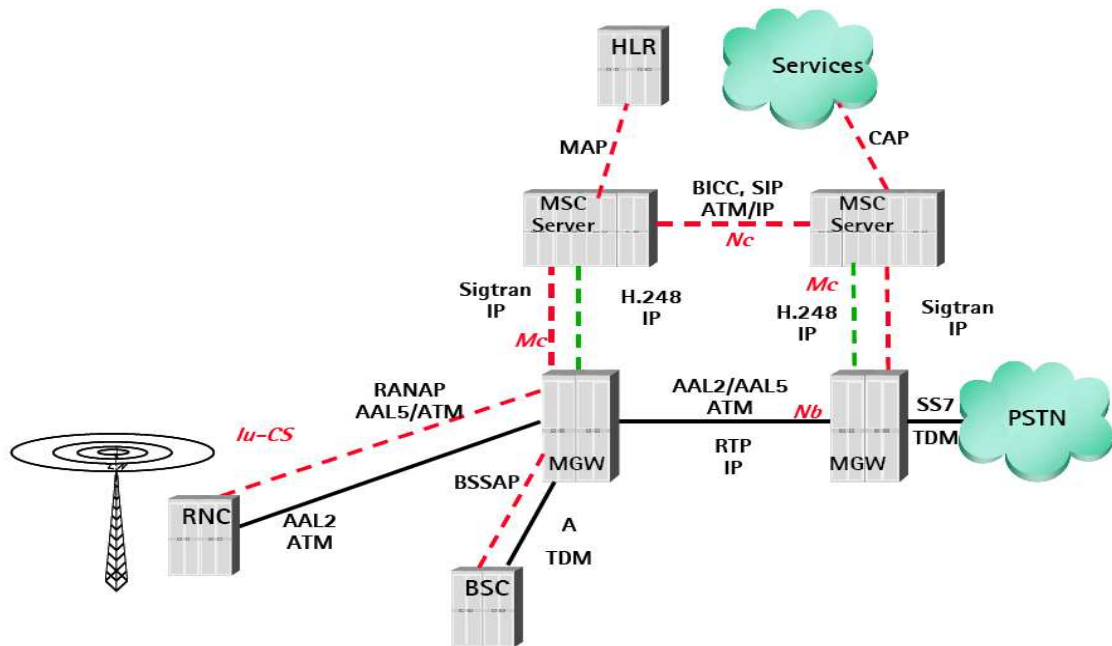 HLR
Services
MAP
CAP
MSC
Server
BICC, SIP
ATM/IP
Nc
MSC
Server
Sigtran
IP
Mc
H.248
IP
Mc
H.248
IP
Sigtran
IP
RANAP
AAL5/ATM
Iu-CS
AAL2/AAL5
ATM
Nb
RTP
IP
MGW
MGW
SS7
TDM
PSTN
BSSAP
RNC
AAL2
ATM
A
TDM
BSC